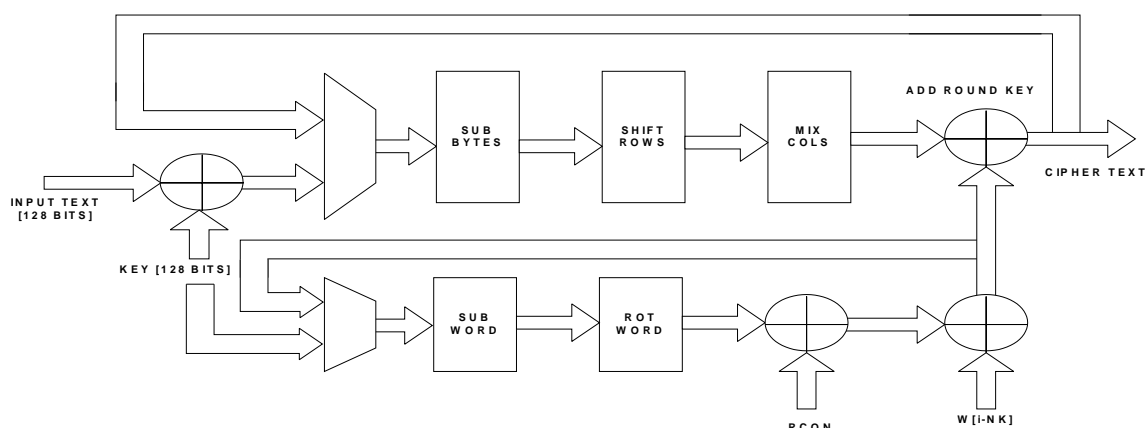 ADD ROUND KEY
SUB
BYTES
SHIFT
ROWS
MIX
COLS
CIPHER TEXT
INPUT TEXT
[128 BITS]
KEY [128 BITS]
SUB
WORD
ROT
WORD
RCON
W[i-NK]